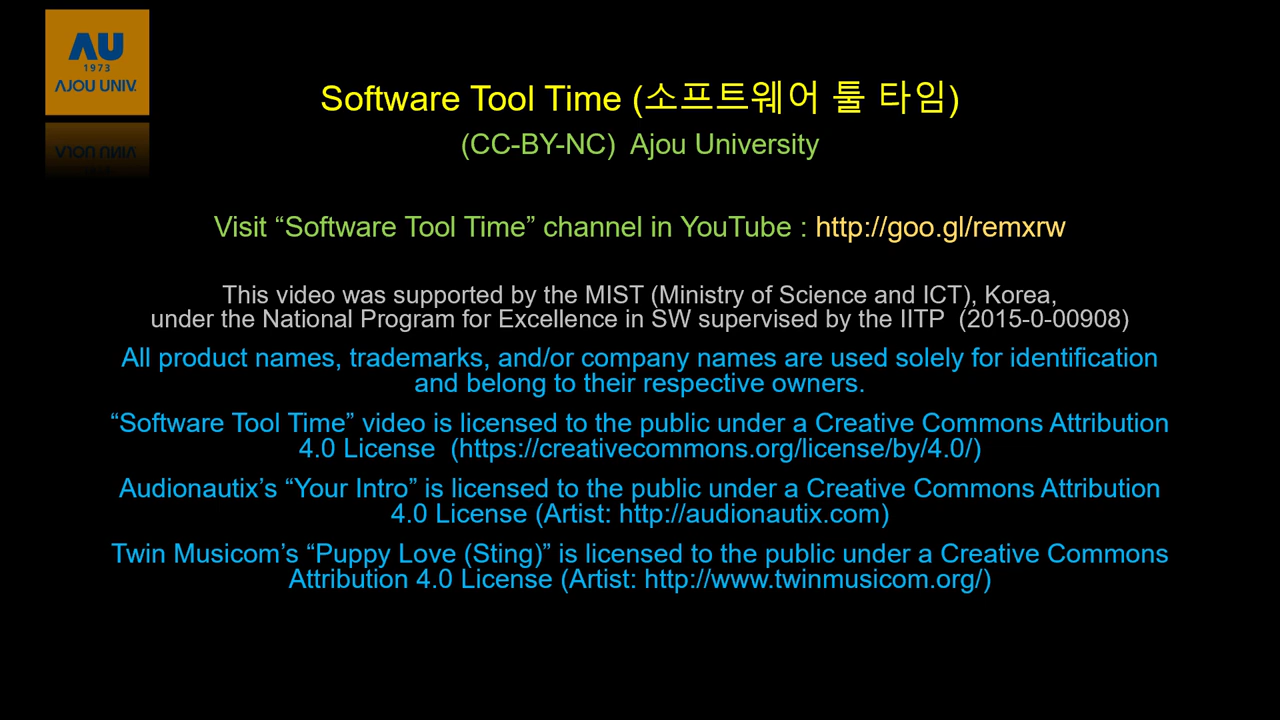 AU
1973
AJOU UNIV.
Software Tool Time (소프트웨어 툴 타임)
(CC-BY-NC)  Ajou University
Visit “Software Tool Time” channel in YouTube : http://goo.gl/remxrw
This video was supported by the MIST (Ministry of Science and ICT), Korea,
under the National Program for Excellence in SW supervised by the IITP  (2015-0-00908)
All product names, trademarks, and/or company names are used solely for identification
and belong to their respective owners.
“Software Tool Time” video is licensed to the public under a Creative Commons Attribution
4.0 License  (https://creativecommons.org/license/by/4.0/)
Audionautix’s “Your Intro” is licensed to the public under a Creative Commons Attribution
4.0 License (Artist: http://audionautix.com)
Twin Musicom’s “Puppy Love (Sting)” is licensed to the public under a Creative Commons
Attribution 4.0 License (Artist: http://www.twinmusicom.org/)